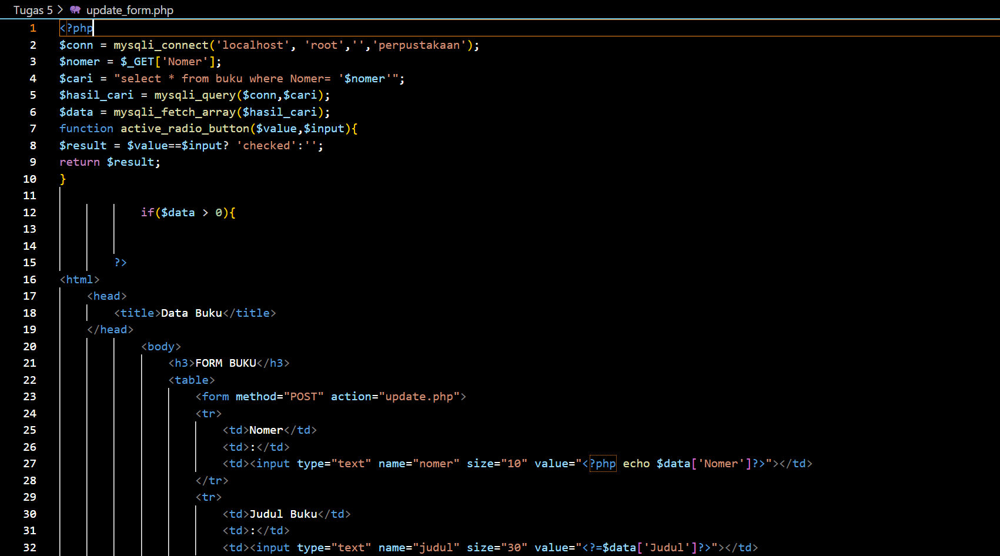 Tugas 5 > update_form.php
1 <?php
2 $conn = mysqli_connect('localhost', 'root','','perpustakaan');
3 $nomer = $_GET['Nomer'];
4 $cari = "select * from buku where Nomer= '$nomer'";
5 $hasil_cari = mysqli_query($conn,$cari);
6 $data = mysqli_fetch_array($hasil_cari);
7 function active_radio_button($value,$input){
8 $result = $value==$input? 'checked':'';
9 return $result;
10 }
11
12 if($data > 0){
13
14
15 ?>
16 <html>
17 <head>
18 <title>Data Buku</title>
19 </head>
20 <body>
21 <h3>FORM BUKU</h3>
22 <table>
23 <form method="POST" action="update.php">
24 <tr>
25 <td>Nomer</td>
26 <td>:</td>
27 <td><input type="text" name="nomer" size="10" value="<?php echo $data['Nomer']?>"></td>
28 </tr>
29 <tr>
30 <td>Judul Buku</td>
31 <td>:</td>
32 <td><input type="text" name="judul" size="30" value="<?=$data['Judul']?>"></td>